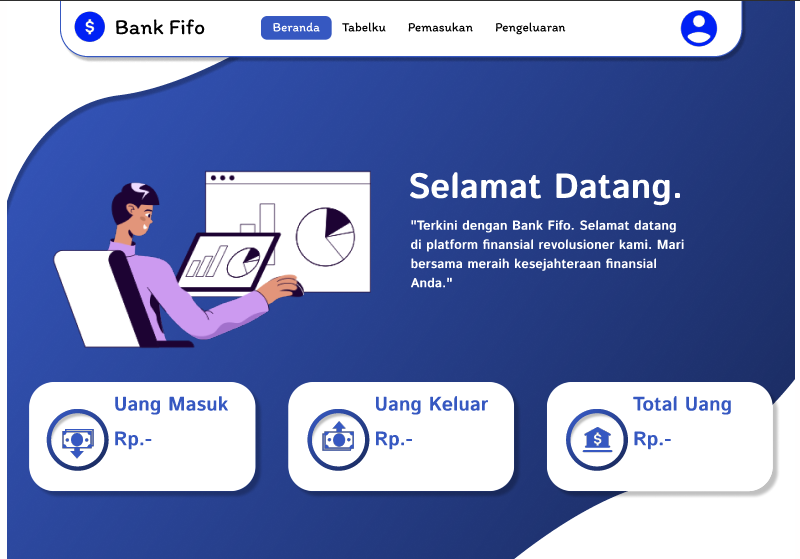 Bank Fifo
Beranda Tabelku Pemasukan Pengeluaran
Selamat Datang.
"Terkini dengan Bank Fifo. Selamat datang
di platform finansial revolusioner kami. Mari
bersama meraih kesejahteraan finansial
Anda."
Uang Masuk
Rp.-
Uang Keluar
Rp.-
Total Uang
Rp.-